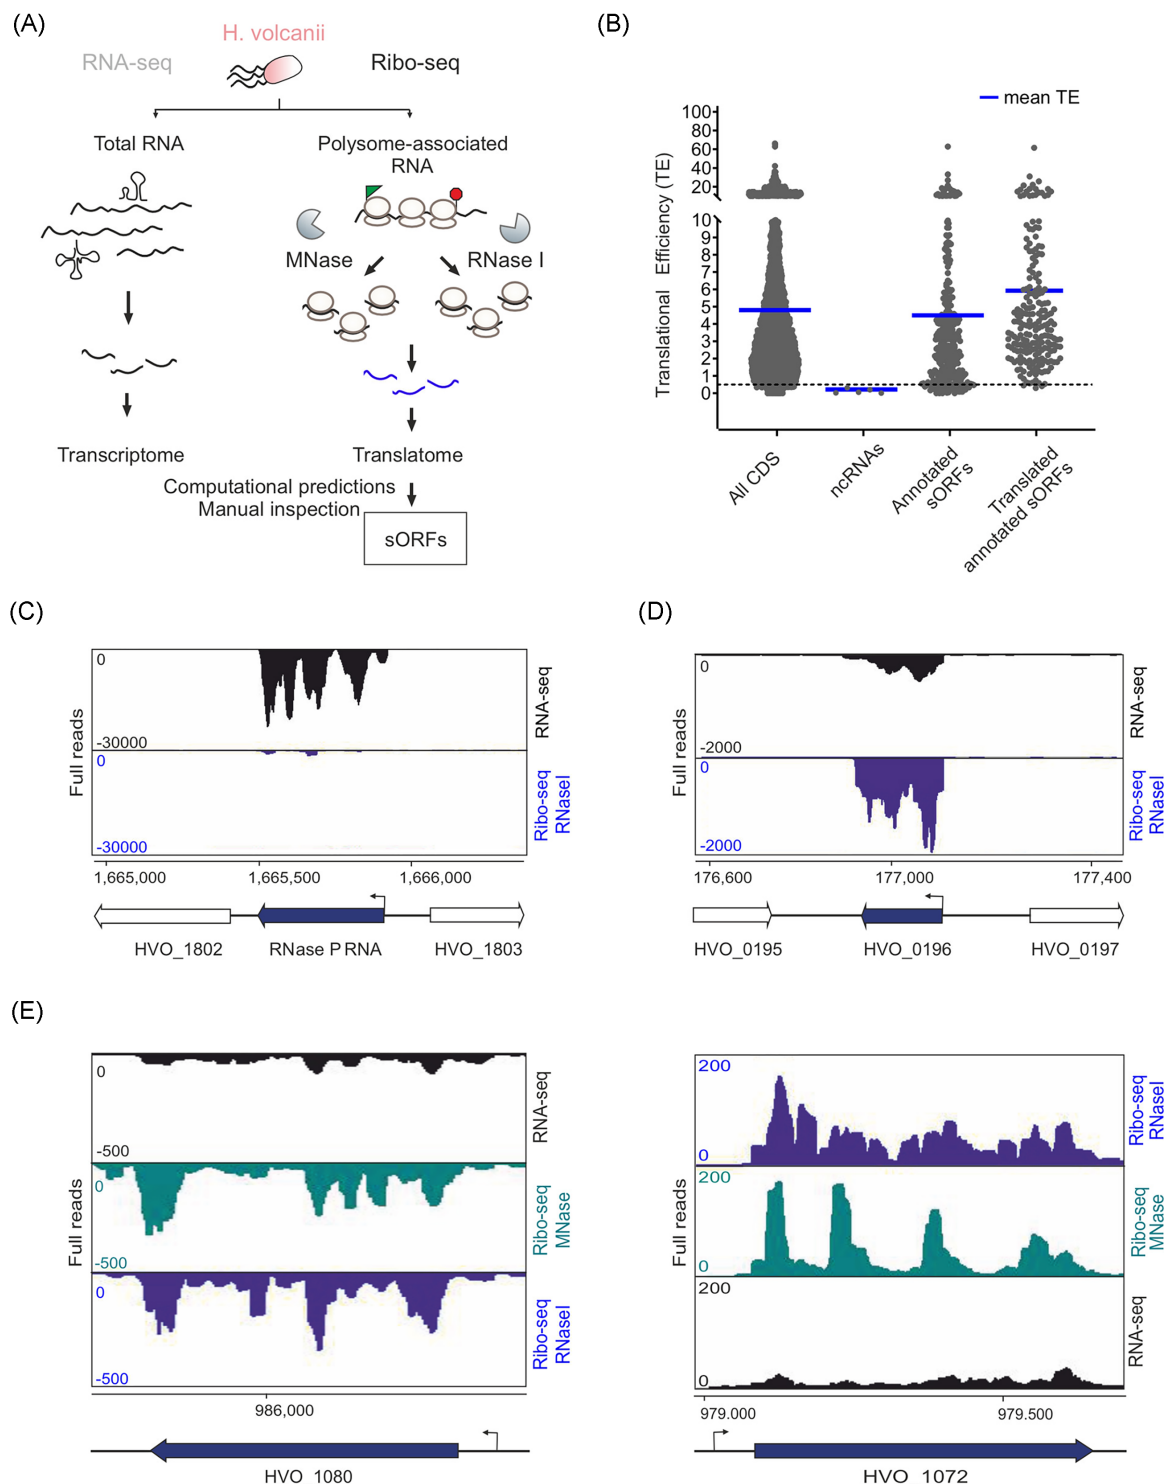 (A)
H. volcanii
RNA-seq
Ribo-seq
Total RNA
Polysome-associated
RNA
MNase
RNase I
Transcriptome
Translatome
Computational predictions
Manual inspection
sORFs
(B)
mean TE
Translational Efficiency (TE)
100
80
60
40
20
10
9
8
7
6
5
4
3
2
1
0
All CDS
ncRNAs
Annotated
sORFs
Translated
annotated sORFs
(C)
Full reads
0
-30000
RNA-seq
0
-30000
Ribo-seq
RNaseI
1,665,000
1,665,500
1,666,000
HVO_1802
RNase P RNA
HVO_1803
(D)
Full reads
0
-2000
RNA-seq
0
-2000
Ribo-seq
RNaseI
176,600
177,000
177,400
HVO_0195
HVO_0196
HVO_0197
(E)
Full reads
0
-500
RNA-seq
0
-500
Ribo-seq
MNase
0
-500
Ribo-seq
RNaseI
986,000
HVO_1080
Full reads
200
0
Ribo-seq
RNaseI
200
0
Ribo-seq
MNase
200
0
RNA-seq
979.000
979.500
HVO_1072